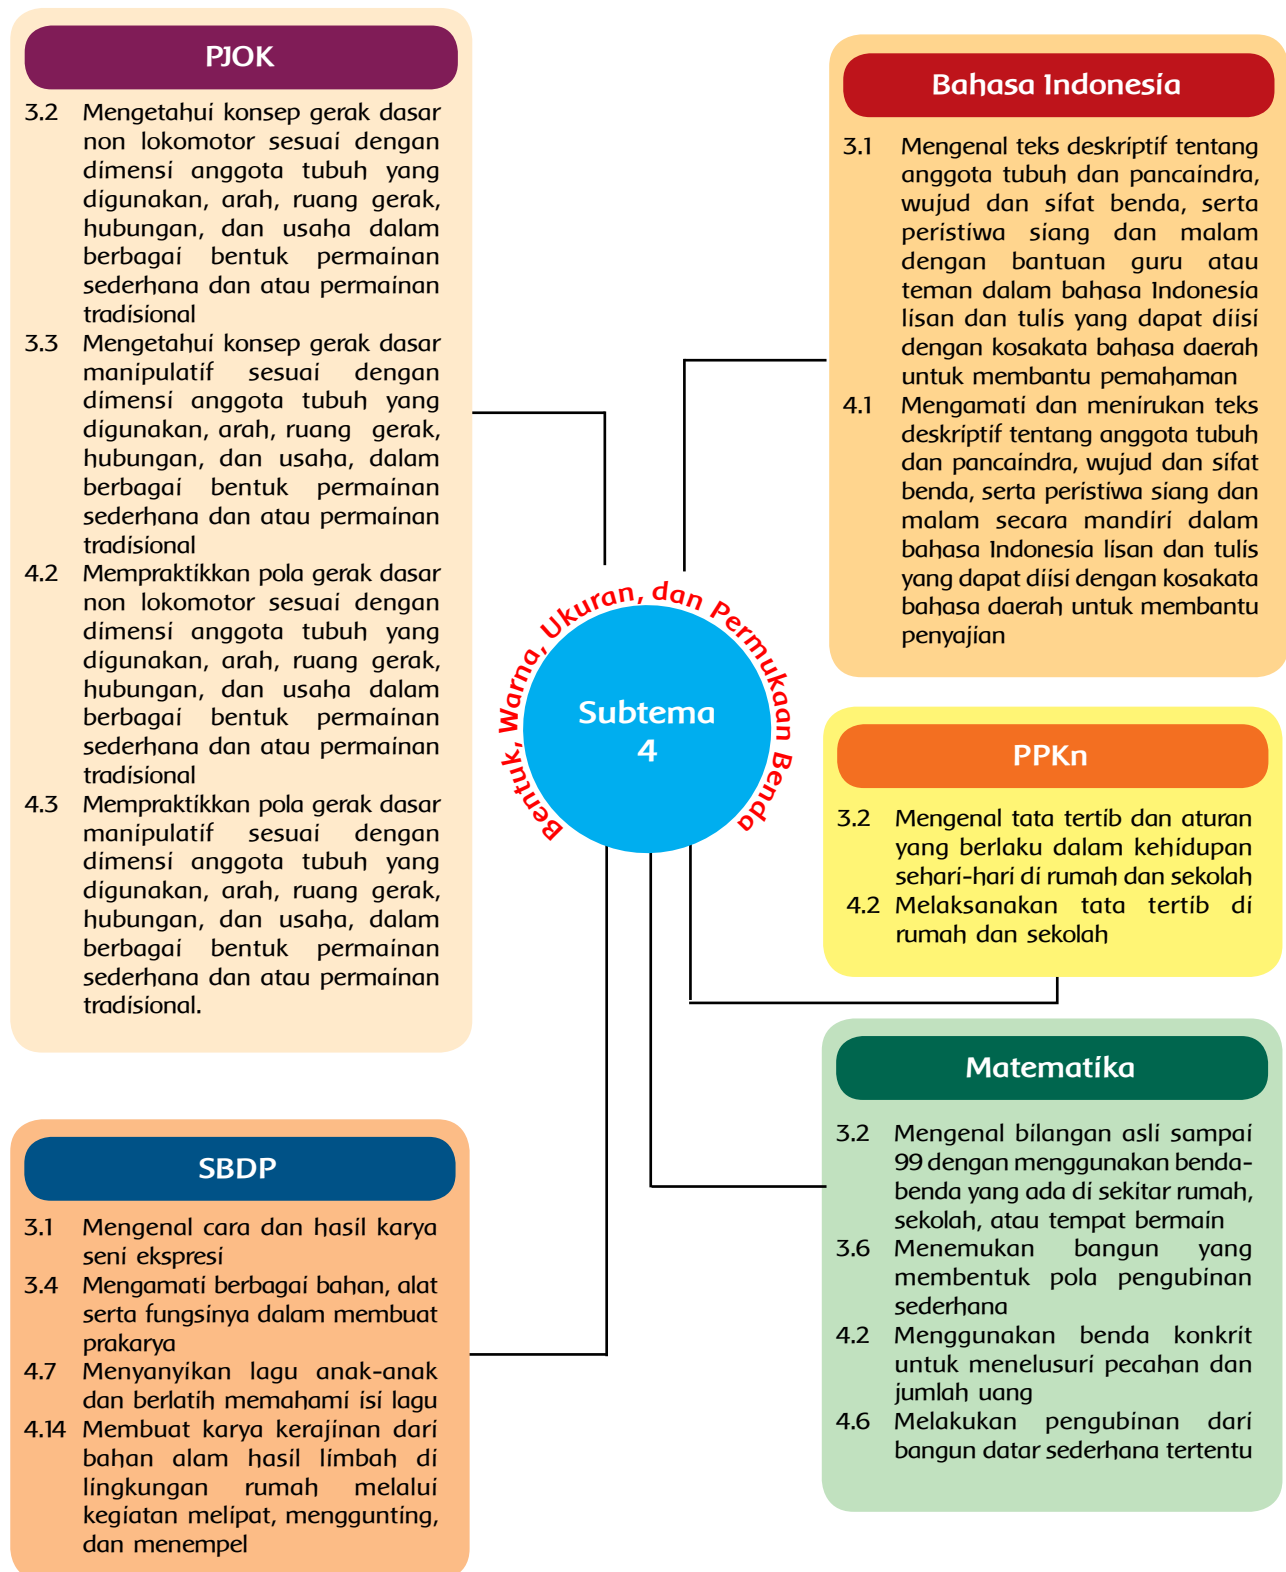 PJOK
3.2 Mengetahui konsep gerak dasar
non lokomotor sesuai dengan
dimensi anggota tubuh yang
digunakan, arah, ruang gerak,
hubungan, dan usaha dalam
berbagai bentuk permainan
sederhana dan atau permainan
tradisional
3.3 Mengetahui konsep gerak dasar
manipulatif sesuai dengan
dimensi anggota tubuh yang
digunakan, arah, ruang gerak,
hubungan, dan usaha, dalam
berbagai bentuk permainan
sederhana dan atau permainan
tradisional
4.2 Mempraktikkan pola gerak dasar
non lokomotor sesuai dengan
dimensi anggota tubuh yang
digunakan, arah, ruang gerak,
hubungan, dan usaha dalam
berbagai bentuk permainan
sederhana dan atau permainan
tradisional
4.3 Mempraktikkan pola gerak dasar
manipulatif sesuai dengan
dimensi anggota tubuh yang
digunakan, arah, ruang gerak,
hubungan, dan usaha, dalam
berbagai bentuk permainan
sederhana dan atau permainan
tradisional.
Bahasa Indonesia
3.1 Mengenal teks deskriptif tentang
anggota tubuh dan pancaindra,
wujud dan sifat benda, serta
peristiwa siang dan malam
dengan bantuan guru atau
teman dalam bahasa Indonesia
lisan dan tulis yang dapat diisi
dengan kosakata bahasa daerah
untuk membantu pemahaman
4.1 Mengamati dan menirukan teks
deskriptif tentang anggota tubuh
dan pancaindra, wujud dan sifat
benda, serta peristiwa siang dan
malam secara mandiri dalam
bahasa Indonesia lisan dan tulis
yang dapat diisi dengan kosakata
bahasa daerah untuk membantu
penyajian
Bentuk, Warna, Ukuran, dan Permukaan Benda
Subtema
4
PPKn
3.2 Mengenal tata tertib dan aturan
yang berlaku dalam kehidupan
sehari-hari di rumah dan sekolah
4.2 Melaksanakan tata tertib di
rumah dan sekolah
Matematika
3.2 Mengenal bilangan asli sampai
99 dengan menggunakan benda-
benda yang ada di sekitar rumah,
sekolah, atau tempat bermain
3.6 Menemukan bangun yang
membentuk pola pengubinan
sederhana
4.2 Menggunakan benda konkrit
untuk menelusuri pecahan dan
jumlah uang
4.6 Melakukan pengubinan dari
bangun datar sederhana tertentu
SBDP
3.1 Mengenal cara dan hasil karya
seni ekspresi
3.4 Mengamati berbagai bahan, alat
serta fungsinya dalam membuat
prakarya
4.7 Menyanyikan lagu anak-anak
dan berlatih memahami isi lagu
4.14 Membuat karya kerajinan dari
bahan alam hasil limbah di
lingkungan rumah melalui
kegiatan melipat, menggunting,
dan menempel